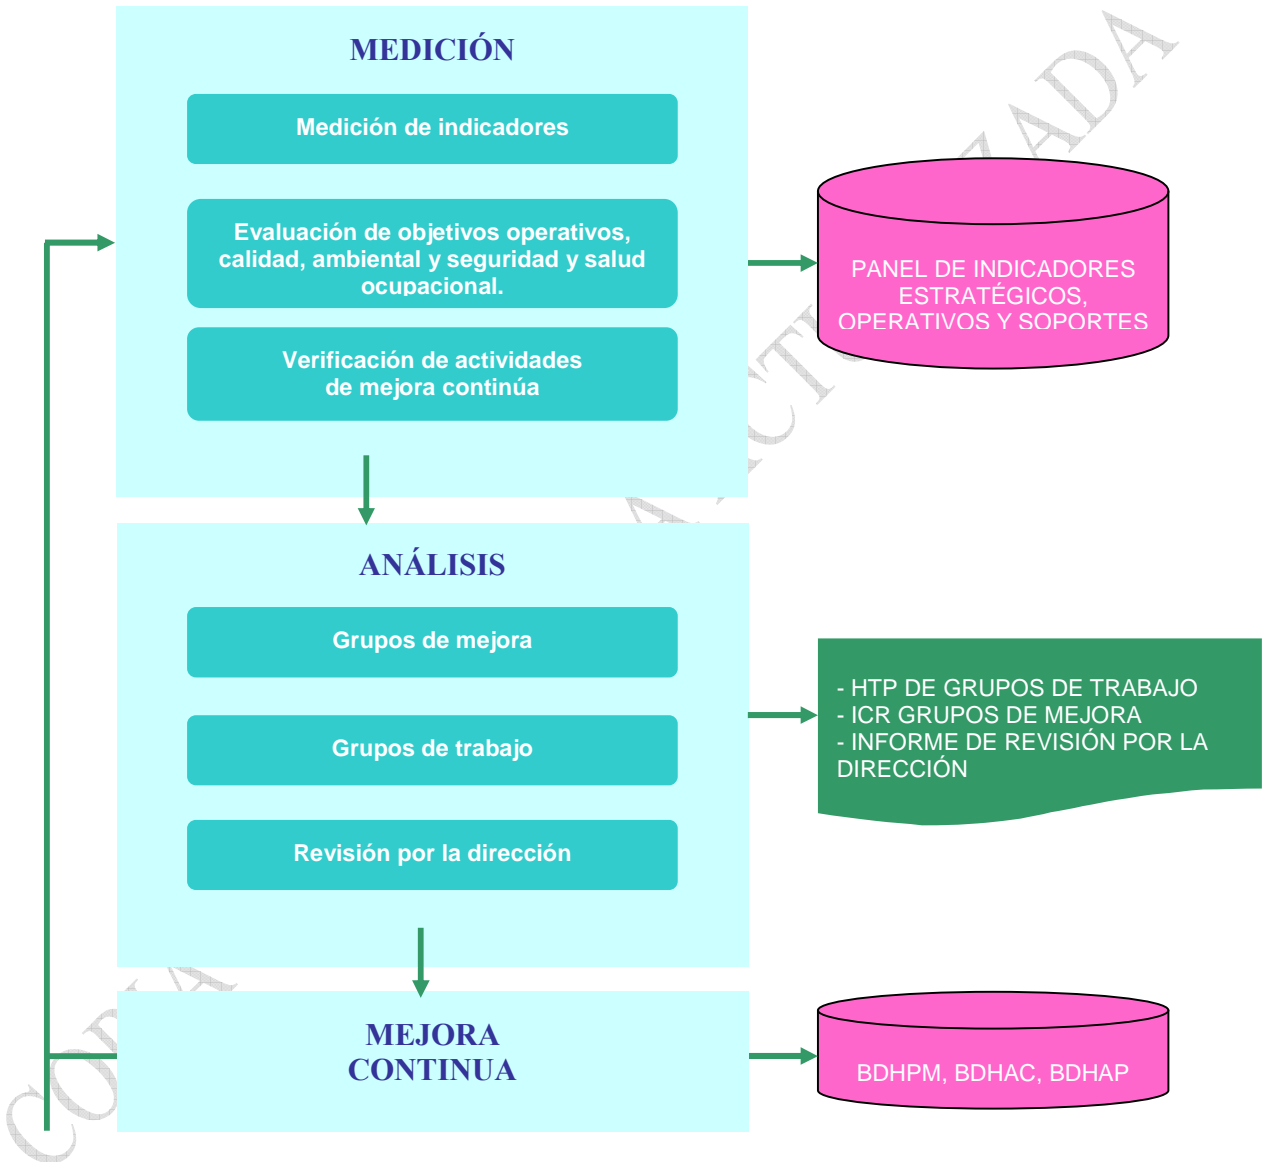 MEDICIÓN
Medición de indicadores
Evaluación de objetivos operativos,
calidad, ambiental y seguridad y salud
ocupacional.
Verificación de actividades
de mejora continúa
PANEL DE INDICADORES
ESTRATÉGICOS,
OPERATIVOS Y SOPORTES
ANÁLISIS
Grupos de mejora
Grupos de trabajo
Revisión por la dirección
- HTP DE GRUPOS DE TRABAJO
- ICR GRUPOS DE MEJORA
- INFORME DE REVISIÓN POR LA
DIRECCIÓN
MEJORA
CONTINUA
BDHPM, BDHAC, BDHAP
COPIA